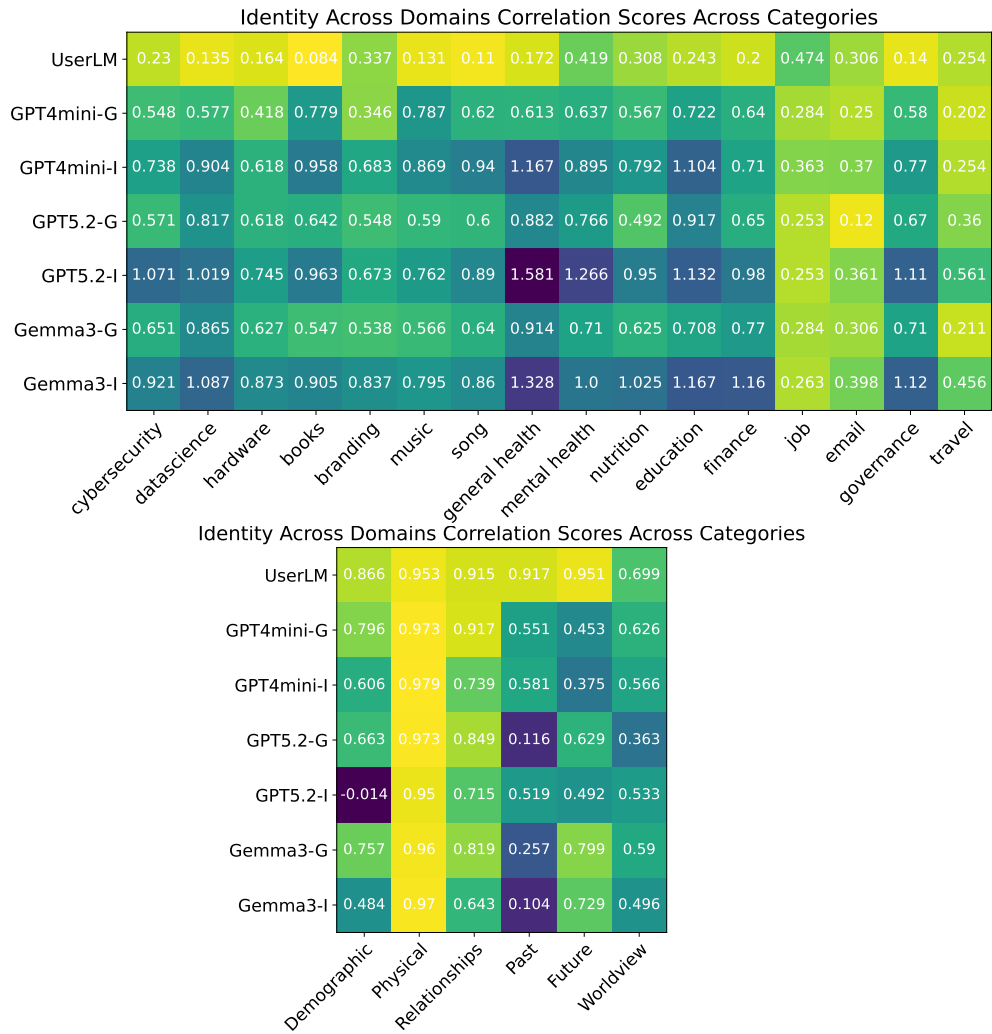 Identity Across Domains Correlation Scores Across Categories
UserLM 0.23 0.135 0.164 0.084 0.337 0.131 0.11 0.172 0.419 0.308 0.243 0.2 0.474 0.306 0.14 0.254
GPT4mini-G 0.548 0.577 0.418 0.779 0.346 0.787 0.62 0.613 0.637 0.567 0.722 0.64 0.284 0.25 0.58 0.202
GPT4mini-I 0.738 0.904 0.618 0.958 0.683 0.869 0.94 1.167 0.895 0.792 1.104 0.71 0.363 0.37 0.77 0.254
GPT5.2-G 0.571 0.817 0.618 0.642 0.548 0.59 0.6 0.882 0.766 0.492 0.917 0.65 0.253 0.12 0.67 0.36
GPT5.2-I 1.071 1.019 0.745 0.963 0.673 0.762 0.89 1.581 1.266 0.95 1.132 0.98 0.253 0.361 1.11 0.561
Gemma3-G 0.651 0.865 0.627 0.547 0.538 0.566 0.64 0.914 0.71 0.625 0.708 0.77 0.284 0.306 0.71 0.211
Gemma3-I 0.921 1.087 0.873 0.905 0.837 0.795 0.86 1.328 1.0 1.025 1.167 1.16 0.263 0.398 1.12 0.456
cybersecurity datascience hardware books branding music song general health mental health nutrition education finance job email governance travel
Identity Across Domains Correlation Scores Across Categories
UserLM 0.866 0.953 0.915 0.917 0.951 0.699
GPT4mini-G 0.796 0.973 0.917 0.551 0.453 0.626
GPT4mini-I 0.606 0.979 0.739 0.581 0.375 0.566
GPT5.2-G 0.663 0.973 0.849 0.116 0.629 0.363
GPT5.2-I -0.014 0.95 0.715 0.519 0.492 0.533
Gemma3-G 0.757 0.96 0.819 0.257 0.799 0.59
Gemma3-I 0.484 0.97 0.643 0.104 0.729 0.496
Demographic Physical Relationships Past Future Worldview